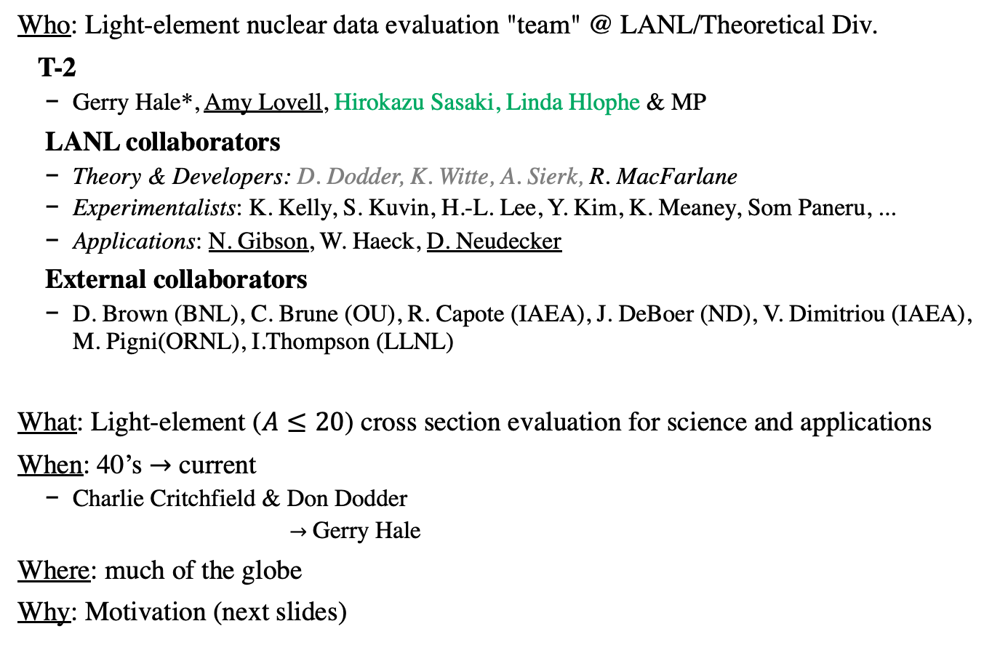 Who: Light-element nuclear data evaluation "team" @ LANL/Theoretical Div.
T-2
− Gerry Hale*, Amy Lovell, Hirokazu Sasaki, Linda Hlophe & MP
LANL collaborators
− Theory & Developers: D. Dodder, K. Witte, A. Sierk, R. MacFarlane
− Experimentalists: K. Kelly, S. Kuvin, H.-L. Lee, Y. Kim, K. Meaney, Som Paneru, ...
− Applications: N. Gibson, W. Haeck, D. Neudecker
External collaborators
− D. Brown (BNL), C. Brune (OU), R. Capote (IAEA), J. DeBoer (ND), V. Dimitriou (IAEA),
M. Pigni(ORNL), I.Thompson (LLNL)
What: Light-element (A ≤ 20) cross section evaluation for science and applications
When: 40’s → current
− Charlie Critchfield & Don Dodder
→ Gerry Hale
Where: much of the globe
Why: Motivation (next slides)